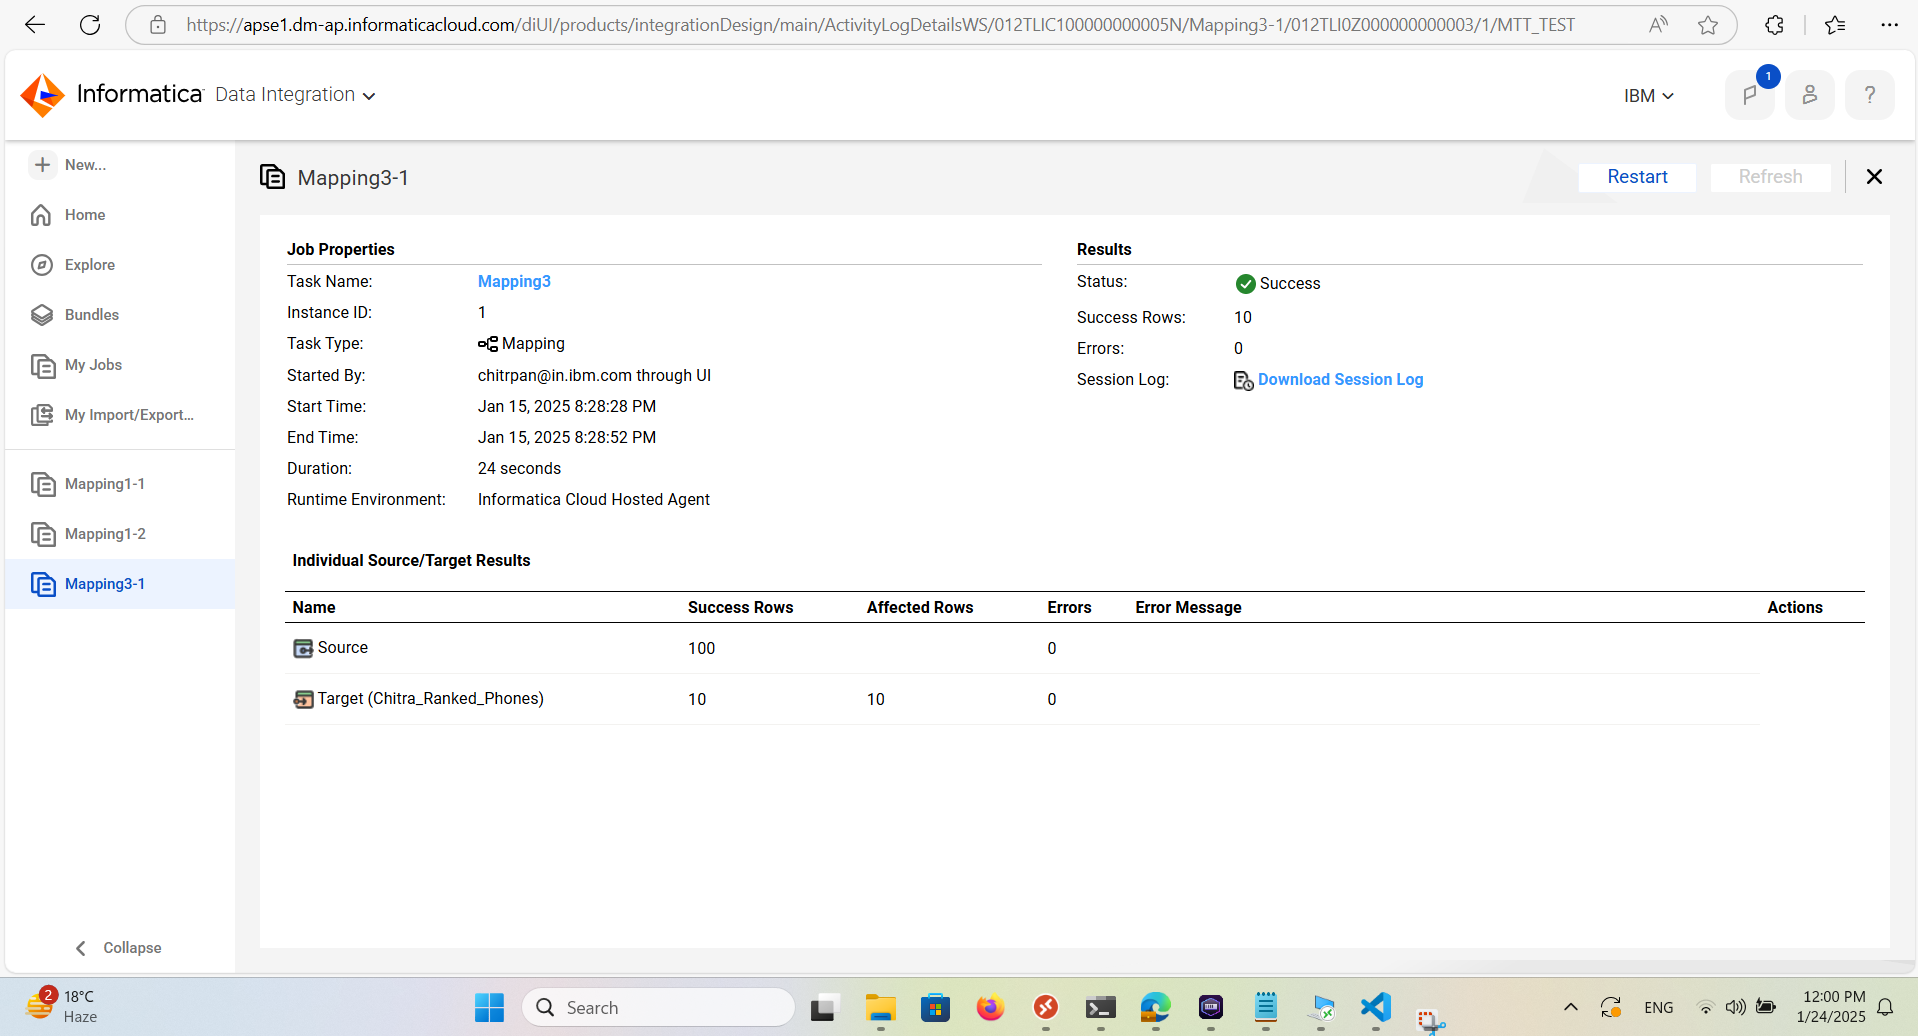 https://apse1.dm-ap.informaticacloud.com/diUI/products/integrationDesign/main/ActivityLogDetailsWS/012TLIC100000000005N/Mapping3-1/012TLI0Z000000000003/1/MTT_TEST
Informatica Data Integration
IBM
1
?
New...
Home
Explore
Bundles
My Jobs
My Import/Export...
Mapping1-1
Mapping1-2
Mapping3-1
Collapse
Mapping3-1
Restart
Refresh
Job Properties
Task Name: Mapping3
Instance ID: 1
Task Type: Mapping
Started By: chitrpan@in.ibm.com through UI
Start Time: Jan 15, 2025 8:28:28 PM
End Time: Jan 15, 2025 8:28:52 PM
Duration: 24 seconds
Runtime Environment: Informatica Cloud Hosted Agent
Results
Status: Success
Success Rows: 10
Errors: 0
Session Log: Download Session Log
Individual Source/Target Results
Name Success Rows Affected Rows Errors Error Message Actions
Source 100 0
Target (Chitra_Ranked_Phones) 10 10 0
2
18°C
Haze
Search
ENG
12:00 PM
1/24/2025